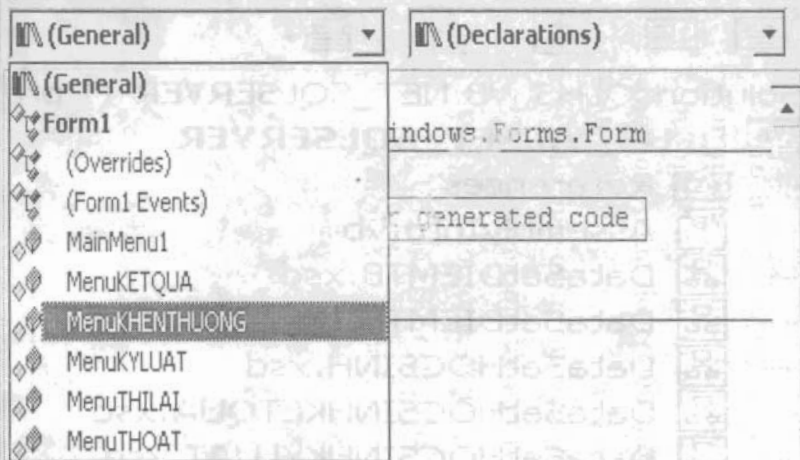 (General)
(Declarations)
(General)
Form1
(Overrides)
(Form1 Events)
MainMenu1
MenuKETQUA
MenuKHENTHUONG
MenuKYLUAT
MenuTHILAI
MenuTHOAT
indows.Forms.Form
generated code